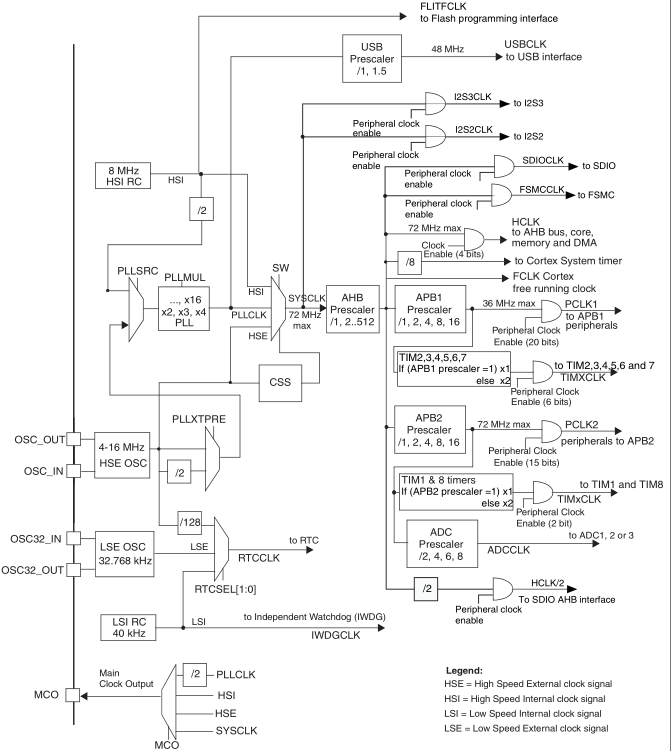 FLITFCLK
to Flash programming interface
USB
Prescaler
/1, 1.5
48 MHz
USBCLK
to USB interface
I2S3CLK
to I2S3
Peripheral clock
enable
I2S2CLK
to I2S2
Peripheral clock
enable
SDIOCLK
to SDIO
Peripheral clock
enable
FSMCCLK
to FSMC
Peripheral clock
enable
8 MHz
HSI RC
HSI
/2
HCLK
72 MHz max
to AHB bus, core,
memory and DMA
Clock
Enable (4 bits)
/8
to Cortex System timer
FCLK Cortex
free running clock
PLLSRC
PLLMUL
..., x16
x2, x3, x4
PLL
SW
HSI
PLLCLK
HSE
SYSCLK
72 MHz
max
AHB
Prescaler
/1, 2..512
APB1
Prescaler
/1, 2, 4, 8, 16
36 MHz max
PCLK1
to APB1
peripherals
Peripheral Clock
Enable (20 bits)
TIM2,3,4,5,6,7
If (APB1 prescaler =1) x1
else x2
to TIM2,3,4,5,6 and 7
TIMXCLK
Peripheral Clock
Enable (6 bits)
CSS
PLLXTPRE
OSC_OUT
OSC_IN
4-16 MHz
HSE OSC
/2
APB2
Prescaler
/1, 2, 4, 8, 16
72 MHz max
PCLK2
peripherals to APB2
Peripheral Clock
Enable (15 bits)
TIM1 & 8 timers
If (APB2 prescaler =1) x1
else x2
to TIM1 and TIM8
TIMxCLK
Peripheral Clock
Enable (2 bit)
ADC
Prescaler
/2, 4, 6, 8
to ADC1, 2 or 3
ADCCLK
/128
OSC32_IN
OSC32_OUT
LSE OSC
32.768 kHz
LSE
to RTC
RTCCLK
RTCSEL[1:0]
/2
HCLK/2
To SDIO AHB interface
Peripheral clock
enable
LSI RC
40 kHz
LSI
to Independent Watchdog (IWDG)
IWDGCLK
MCO
Main
Clock Output
/2
PLLCLK
HSI
HSE
SYSCLK
MCO
Legend:
HSE = High Speed External clock signal
HSI = High Speed Internal clock signal
LSI = Low Speed Internal clock signal
LSE = Low Speed External clock signal